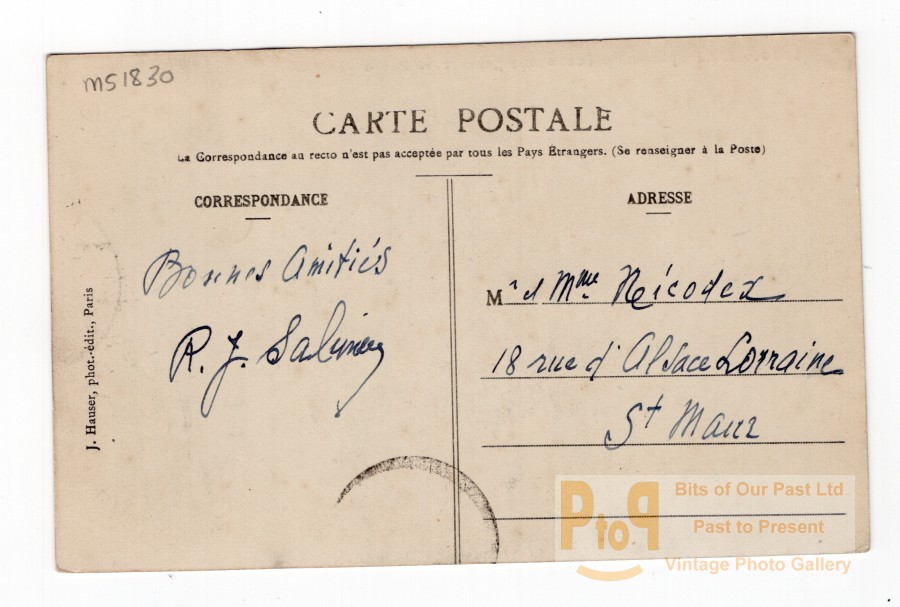 m51830
CARTE POSTALE
La Correspondance au recto n'est pas acceptée par tous les Pays Étrangers. (Se renseigner à la Poste)
CORRESPONDANCE
Bonnes Amitiés
R. J.
J. Hauser, phot.-édit., Paris
ADRESSE
Mr et Mme
18 rue d'Alsace Lorraine
St Maur
PtoP
Bits of Our Past Ltd
Past to Present
Vintage Photo Gallery